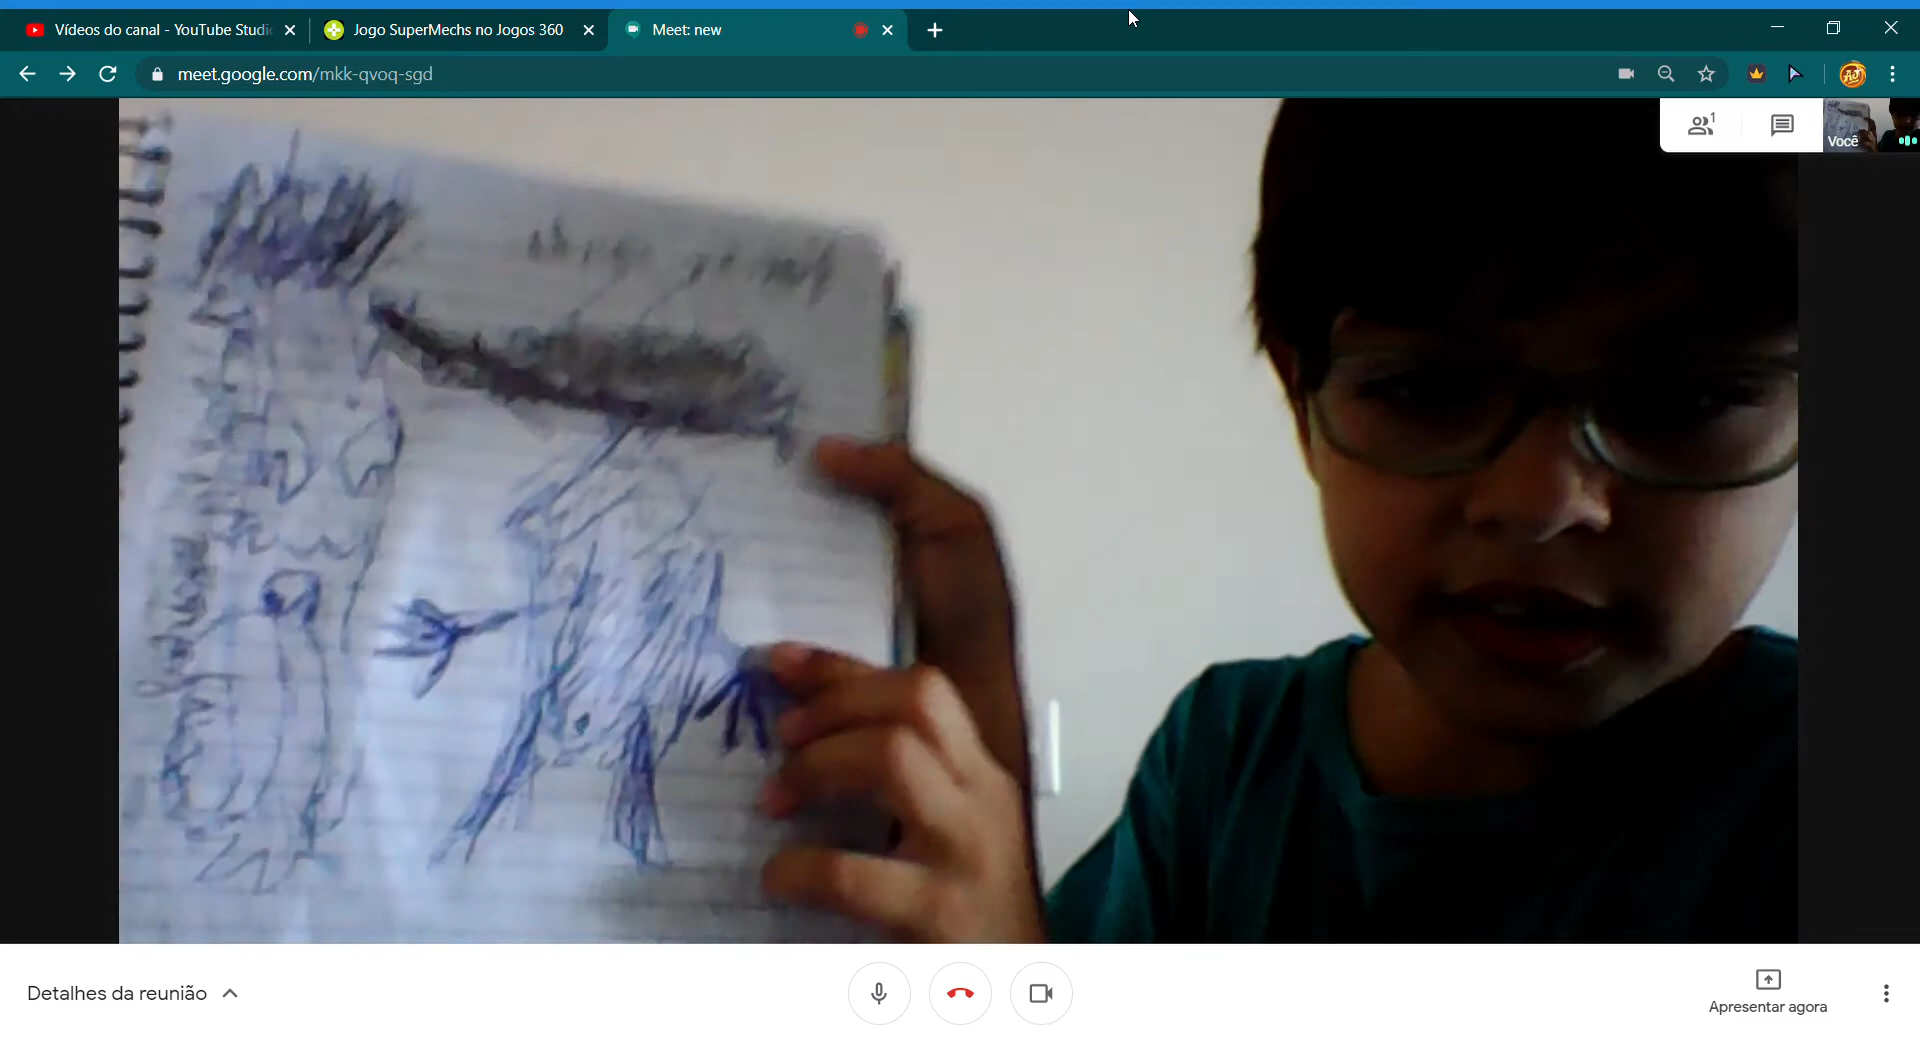 Vídeos do canal - YouTube Studi
Jogo SuperMechs no Jogos 360
Meet: new
meet.google.com/mkk-qvoq-sgd
1
Você
Detalhes da reunião
Apresentar agora